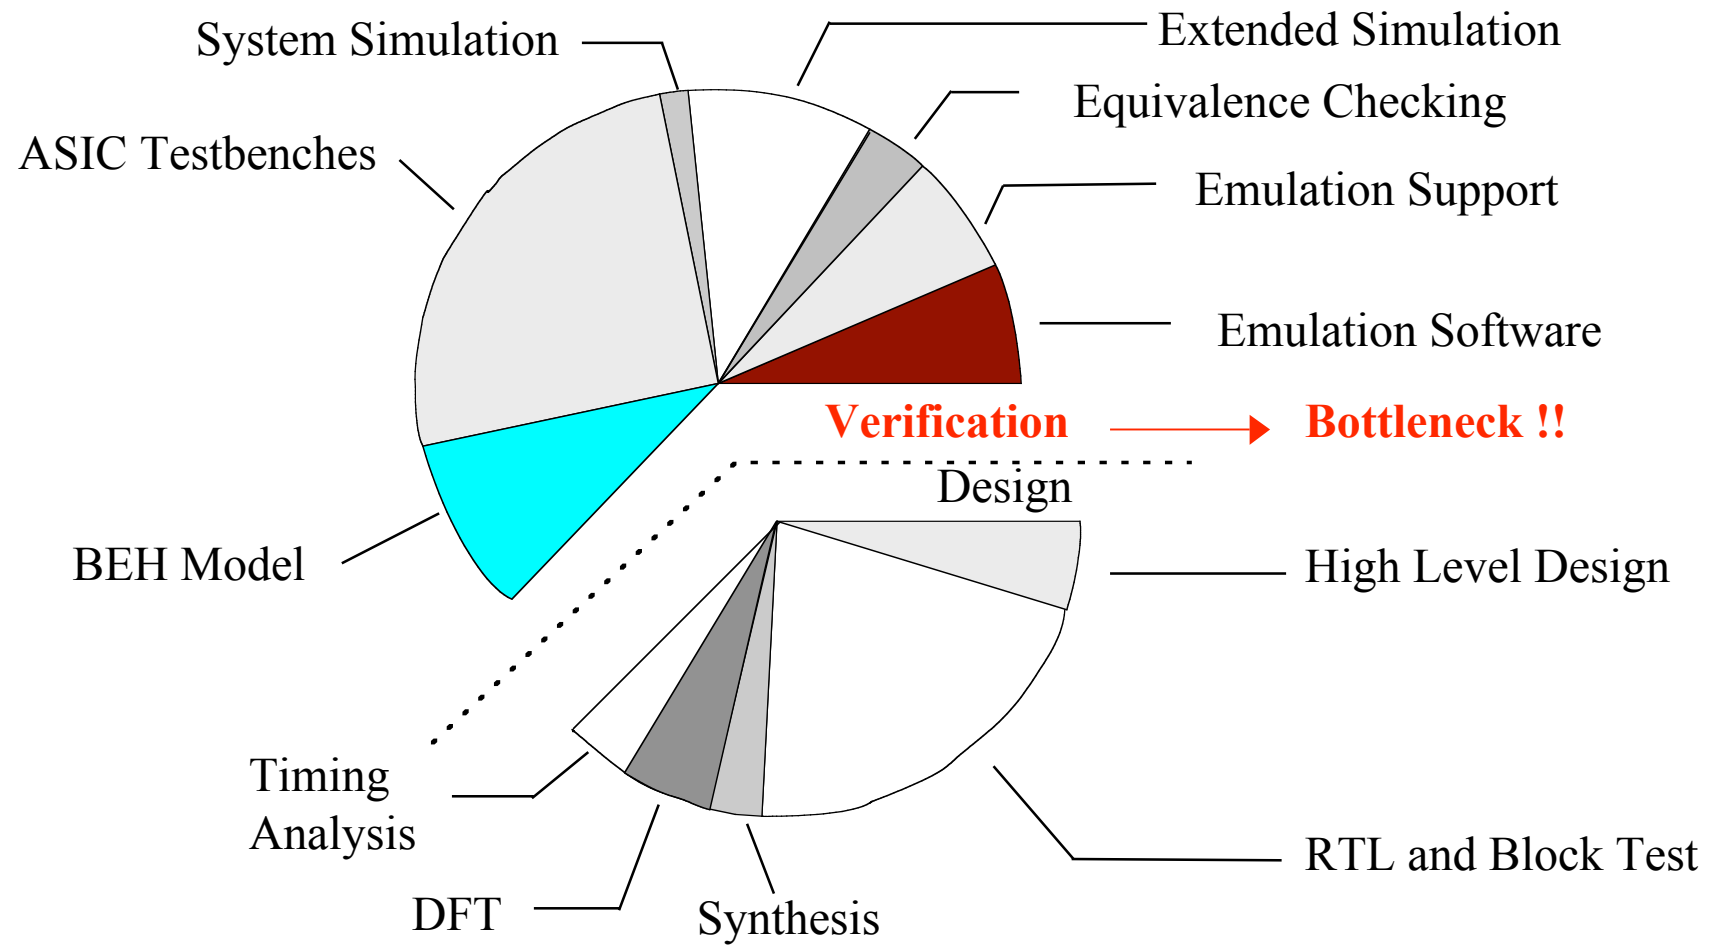 System Simulation
Extended Simulation
Equivalence Checking
ASIC Testbenches
Emulation Support
Emulation Software
Verification
Bottleneck !!
Design
BEH Model
High Level Design
Timing
Analysis
RTL and Block Test
DFT
Synthesis